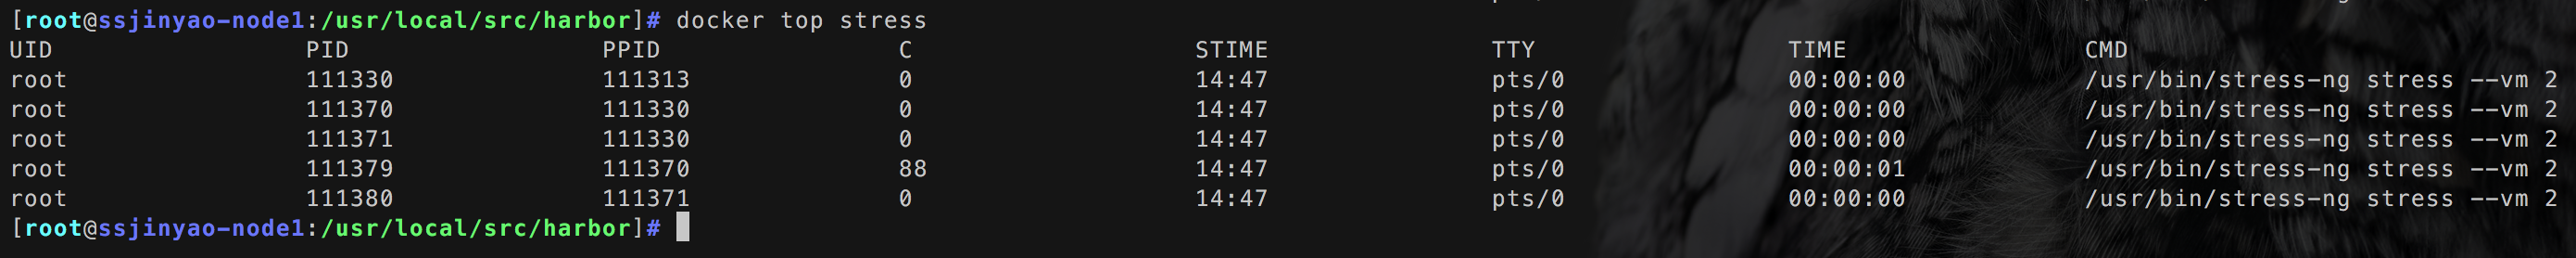 [root@ssjinyao-node1:/usr/local/src/harbor]# docker top stress
UID PID PPID C STIME TTY TIME CMD
root 111330 111313 0 14:47 pts/0 00:00:00 /usr/bin/stress-ng stress --vm 2
root 111370 111330 0 14:47 pts/0 00:00:00 /usr/bin/stress-ng stress --vm 2
root 111371 111330 0 14:47 pts/0 00:00:00 /usr/bin/stress-ng stress --vm 2
root 111379 111370 88 14:47 pts/0 00:00:01 /usr/bin/stress-ng stress --vm 2
root 111380 111371 0 14:47 pts/0 00:00:00 /usr/bin/stress-ng stress --vm 2
[root@ssjinyao-node1:/usr/local/src/harbor]#